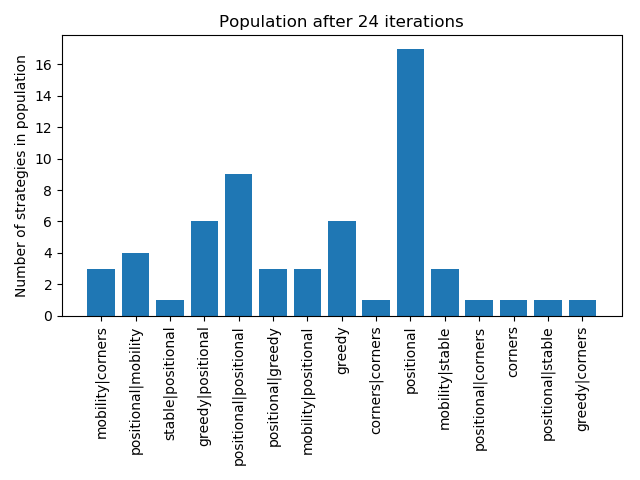 Population after 24 iterations
Number of strategies in population
16
14
12
10
8
6
4
2
0
mobility|corners
positional|mobility
stable|positional
greedy|positional
positional|positional
positional|greedy
mobility|positional
greedy
corners|corners
positional
mobility|stable
positional|corners
corners
positional|stable
greedy|corners